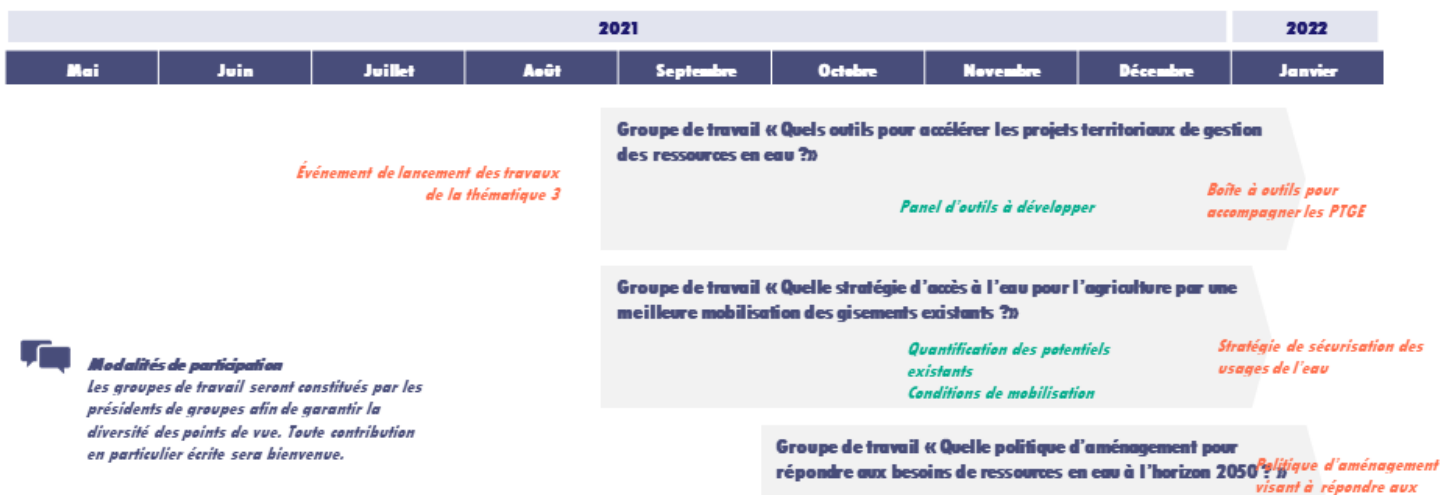 2021
2022
Mai
Juin
Juillet
Août
Septembre
Octobre
Novembre
Décembre
Janvier
Groupe de travail « Quels outils pour accélérer les projets territoriaux de gestion
des ressources en eau ?»
Événement de lancement des travaux
de la thématique 3
Panel d'outils à développer
Boîte à outils pour
accompagner les PTGE
Groupe de travail « Quelle stratégie d'accès à l'eau pour l'agriculture par une
meilleure mobilisation des gisements existants ?»
Quantification des potentiels
existants
Conditions de mobilisation
Stratégie de sécurisation des
usages de l'eau
Modalités de participation
Les groupes de travail seront constitués par les
présidents de groupes afin de garantir la
diversité des points de vue. Toute contribution
en particulier écrite sera bienvenue.
Groupe de travail « Quelle politique d'aménagement pour
répondre aux besoins de ressources en eau à l'horizon 2050 ? »
Politique d'aménagement
visant à répondre aux